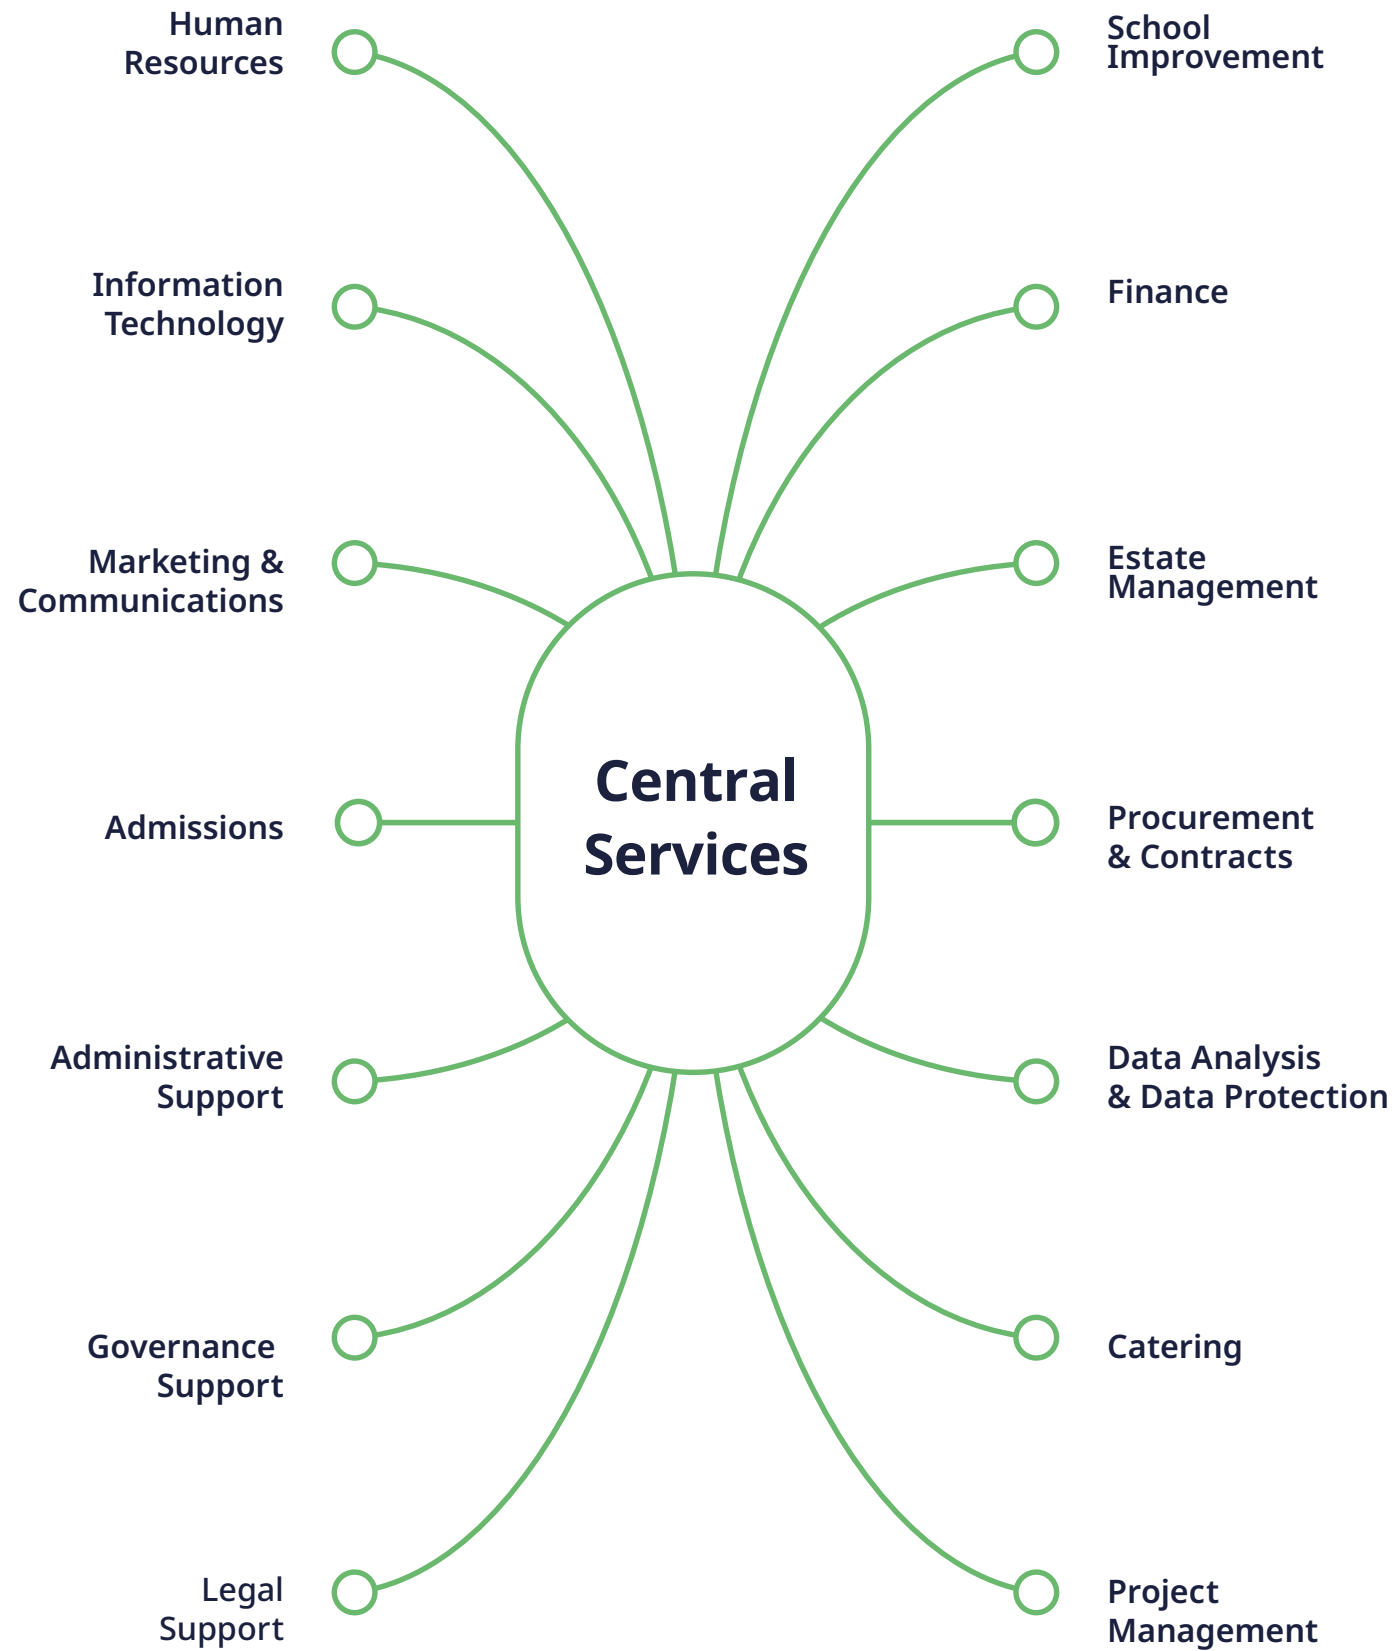 Human
Resources
Information
Technology
Marketing &
Communications
Admissions
Administrative
Support
Governance
Support
Legal
Support
Central
Services
School
Improvement
Finance
Estate
Management
Procurement
& Contracts
Data Analysis
& Data Protection
Catering
Project
Management